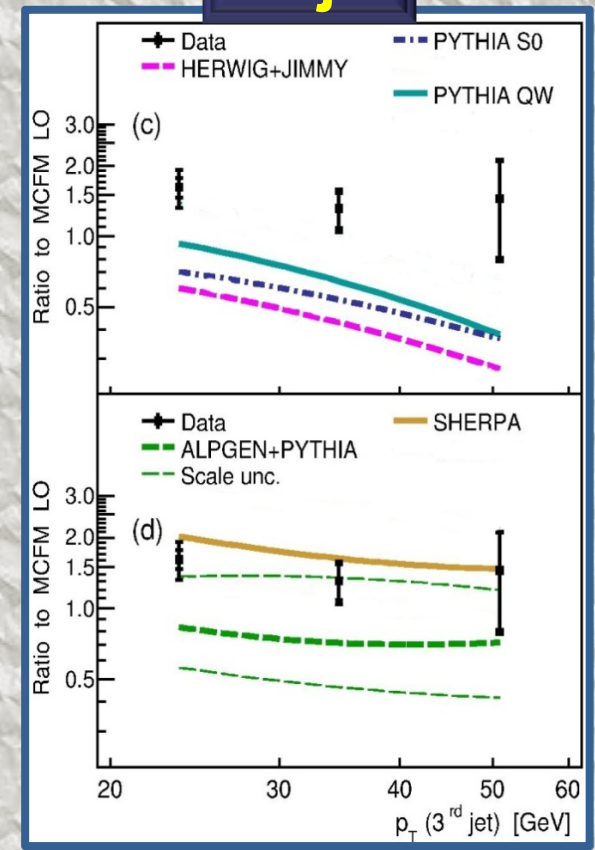 j
Data
HERWIG+JIMMY
PYTHIA S0
PYTHIA QW
(c)
Ratio to MCFM LO
3.0
2.0
1.5
1.0
0.5
Data
ALPGEN+PYTHIA
Scale unc.
SHERPA
(d)
Ratio to MCFM LO
3.0
2.0
1.5
1.0
0.5
20 30 40 50 60
p_T (3rd jet) [GeV]